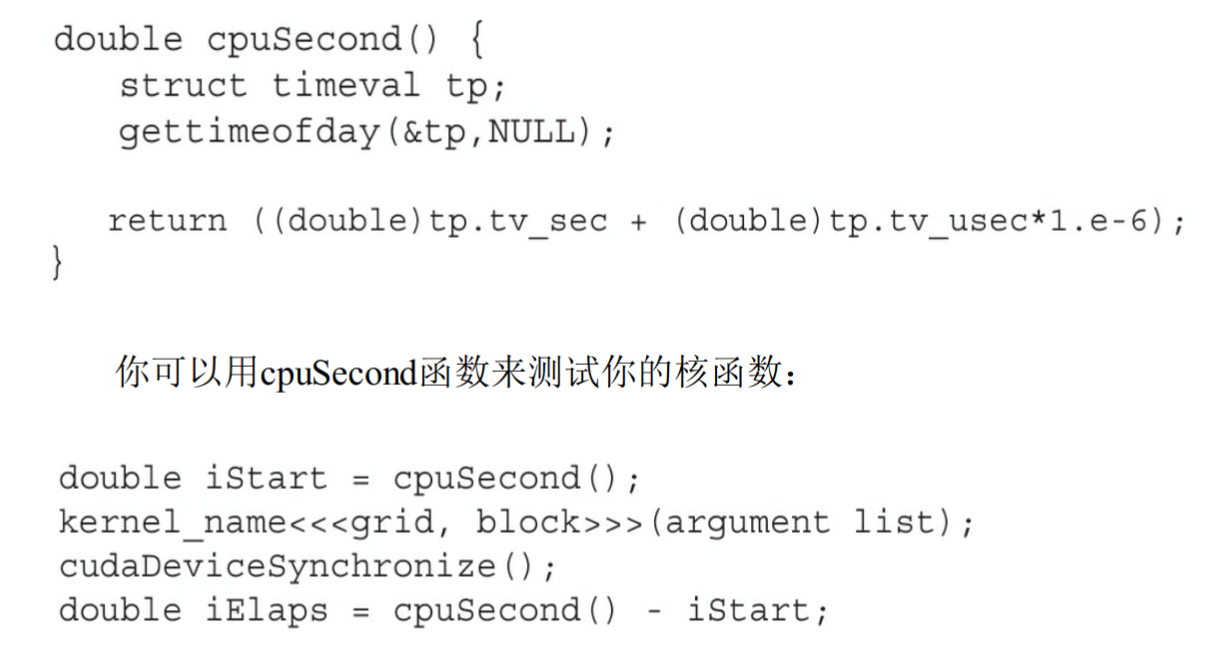 double cpuSecond() {
struct timeval tp;
gettimeofday(&tp,NULL);
return ((double)tp.tv_sec + (double)tp.tv_usec*1.e-6);
}
你可以用cpuSecond函数来测试你的核函数：
double iStart = cpuSecond();
kernel_name<<<grid, block>>>(argument list);
cudaDeviceSynchronize();
double iElaps = cpuSecond() - iStart;